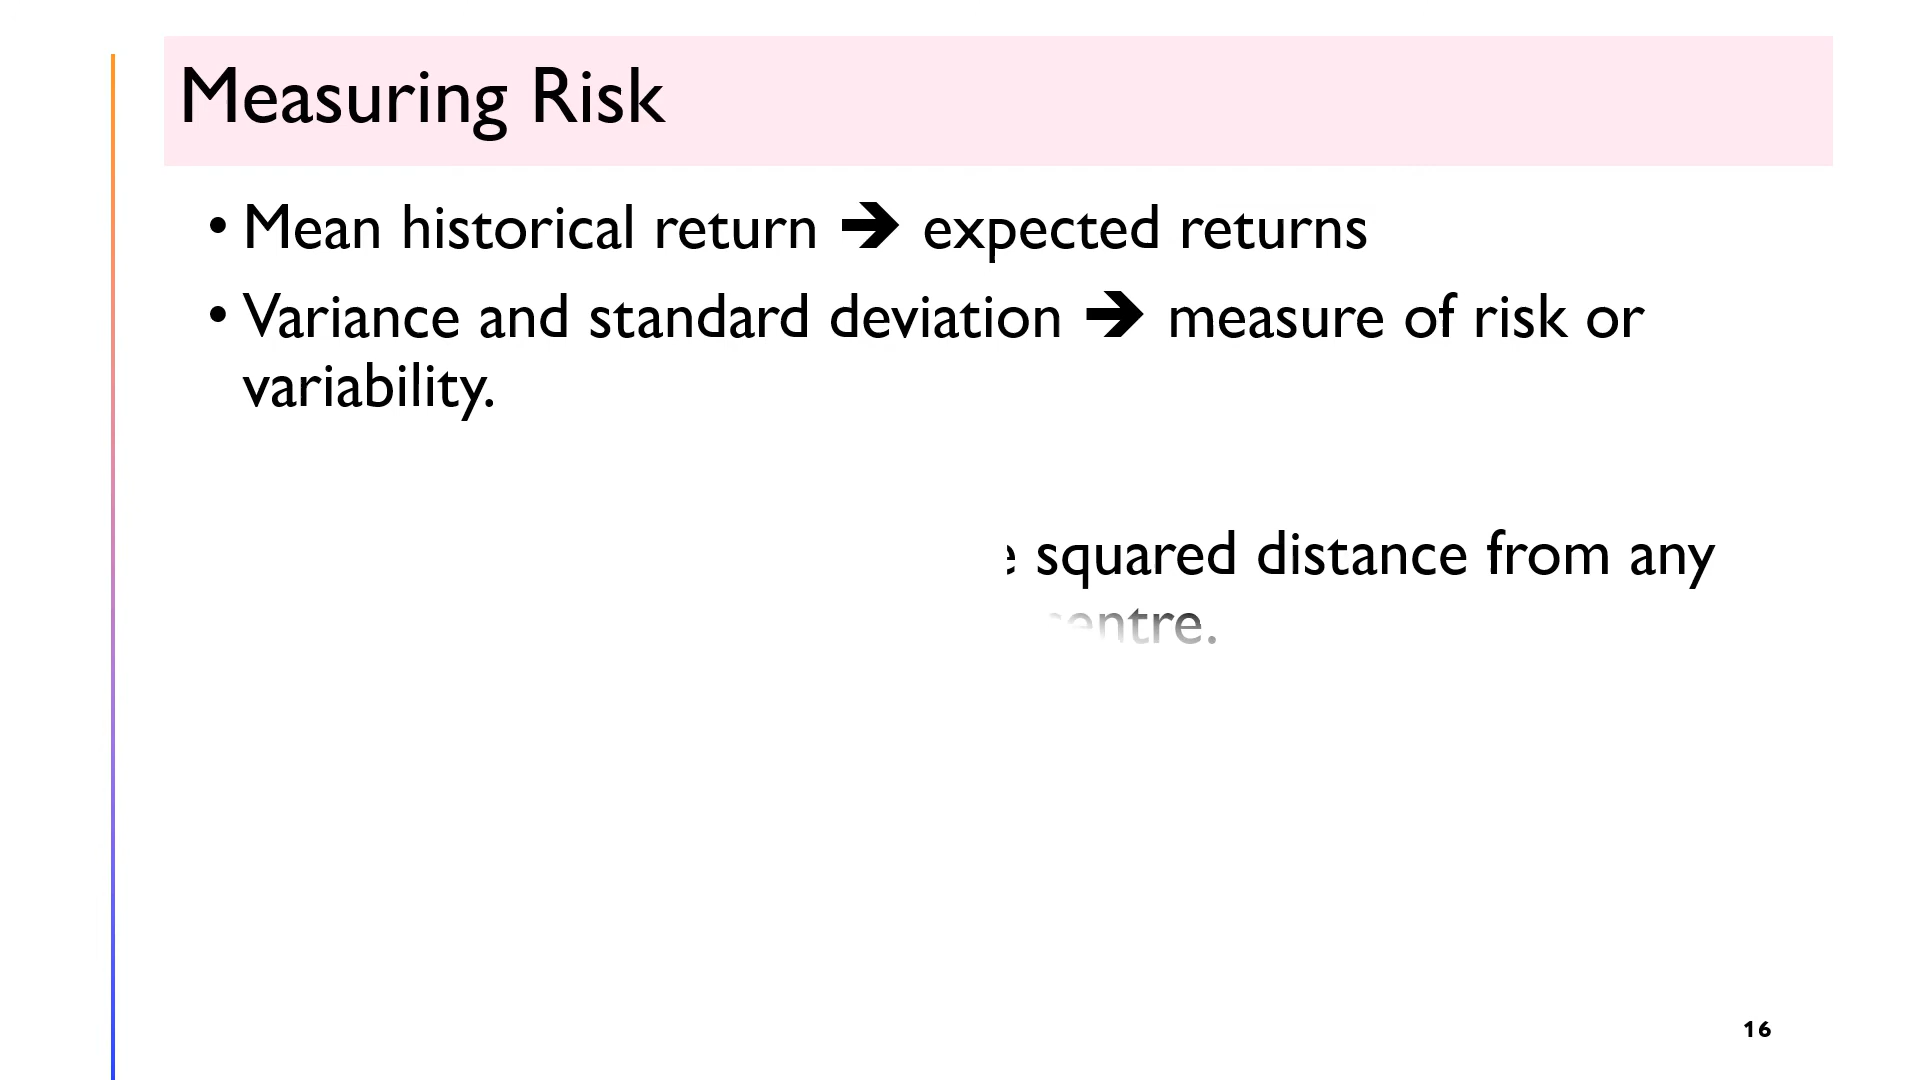 Measuring Risk
• Mean historical return 🡪 expected returns
• Variance and standard deviation 🡪 measure of risk or
variability.
squared distance from any
centre.
16